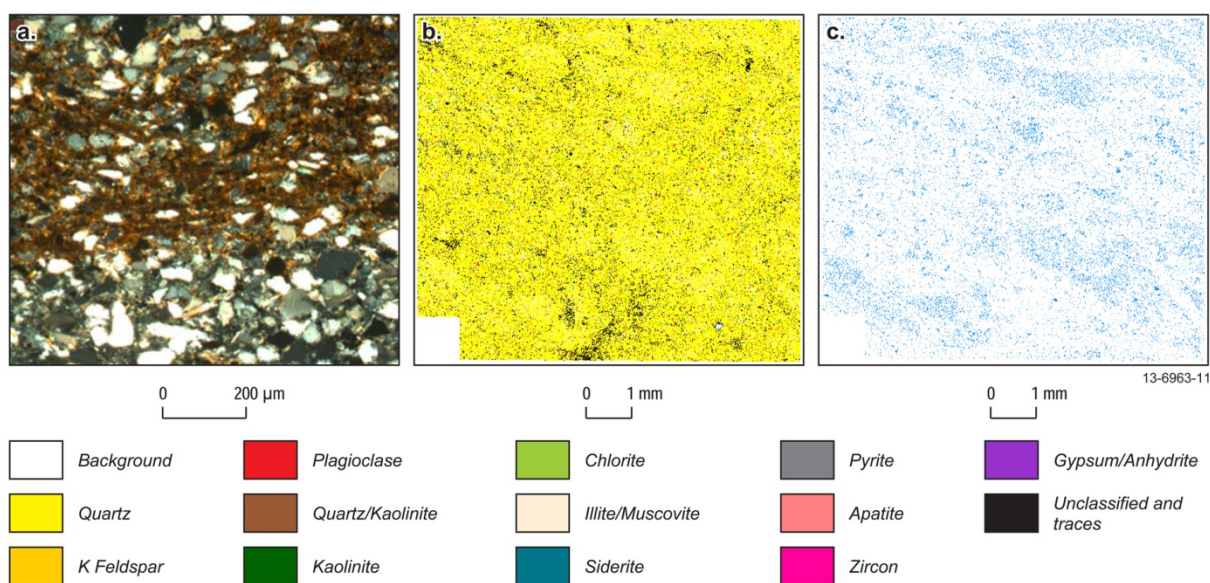 a.
b.
c.
13-6963-11
0 200 µm
0 1 mm
0 1 mm
Background
Plagioclase
Chlorite
Pyrite
Gypsum/Anhydrite
Quartz
Quartz/Kaolinite
Illite/Muscovite
Apatite
Unclassified and
traces
K Feldspar
Kaolinite
Siderite
Zircon